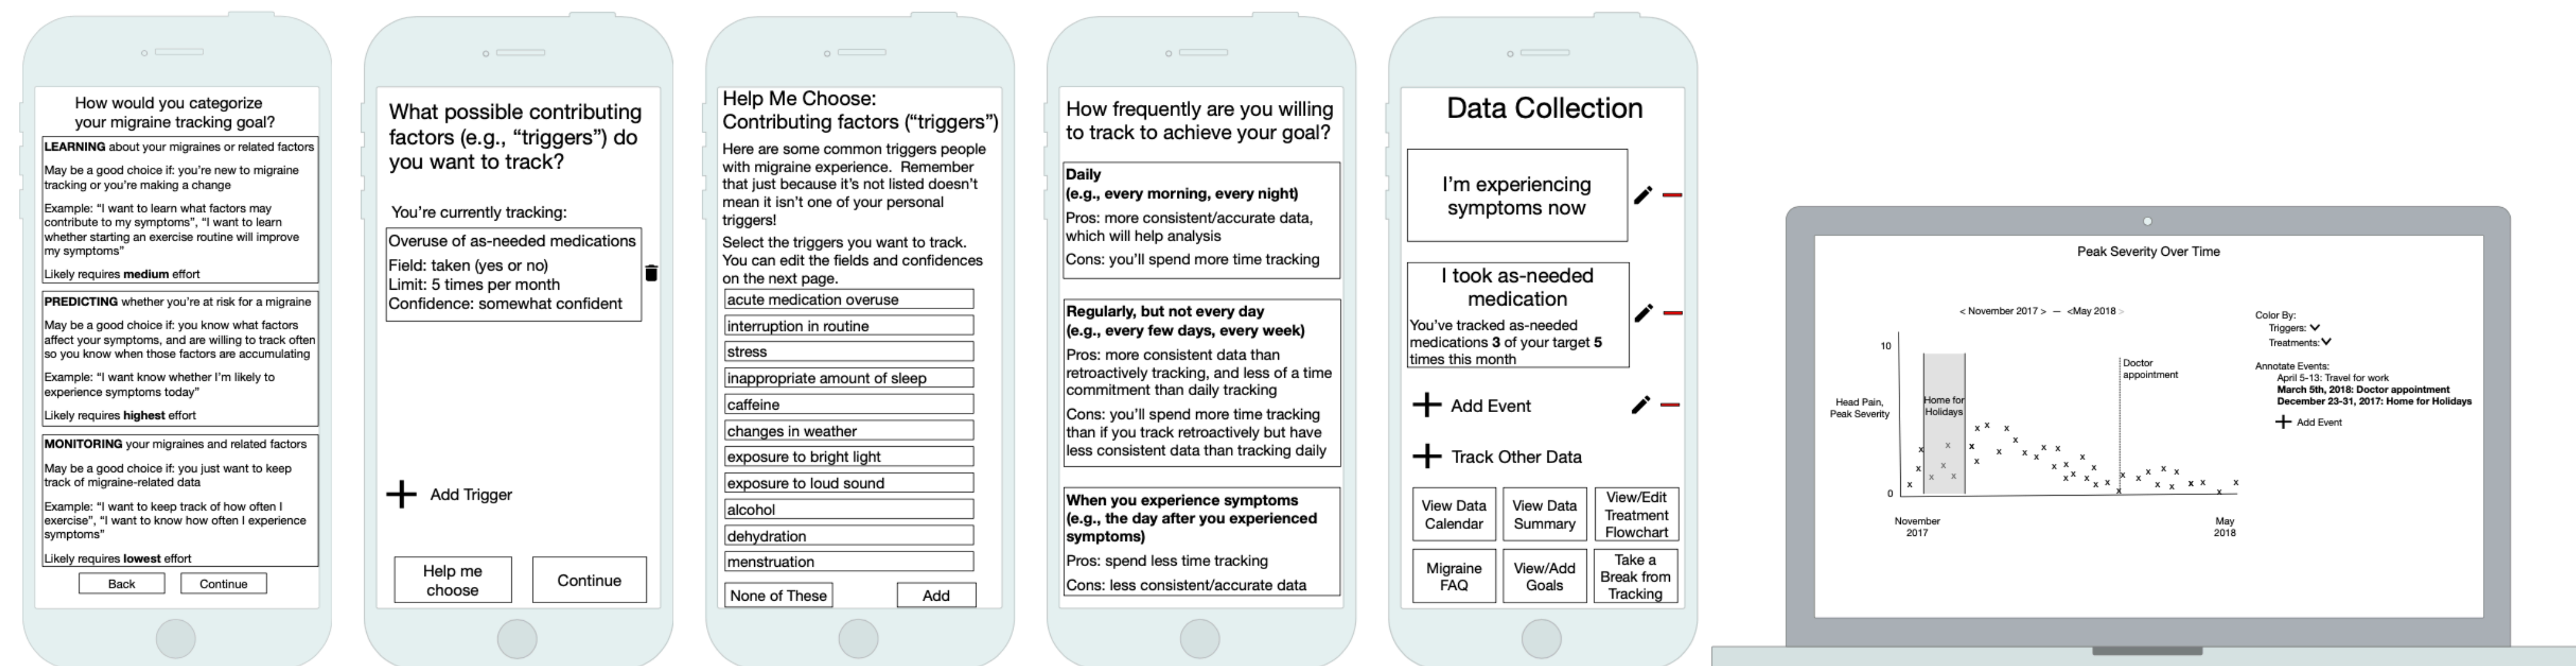 How would you categorize
your migraine tracking goal?
LEARNING about your migraines or related factors
May be a good choice if: you're new to migraine
tracking or you're making a change
Example: “I want to learn what factors may
contribute to my symptoms”, “I want to learn
whether starting an exercise routine will improve
my symptoms”
Likely requires medium effort
PREDICTING whether you're at risk for a migraine
May be a good choice if: you know what factors
affect your symptoms, and are willing to track often
so you know when those factors are accumulating
Example: “I want know whether I'm likely to
experience symptoms today”
Likely requires highest effort
MONITORING your migraines and related factors
May be a good choice if: you just want to keep
track of migraine-related data
Example: “I want to keep track of how often I
exercise”, “I want to know how often I experience
symptoms”
Likely requires lowest effort
Back
Continue
What possible contributing
factors (e.g., “triggers”) do
you want to track?
You're currently tracking:
Overuse of as-needed medications
Field: taken (yes or no)
Limit: 5 times per month
Confidence: somewhat confident
Add Trigger
Help me
choose
Continue
Help Me Choose:
Contributing factors (“triggers”)
Here are some common triggers people
with migraine experience. Remember
that just because it's not listed doesn't
mean it isn't one of your personal
triggers!
Select the triggers you want to track.
You can edit the fields and confidences
on the next page.
acute medication overuse
interruption in routine
stress
inappropriate amount of sleep
caffeine
changes in weather
exposure to bright light
exposure to loud sound
alcohol
dehydration
menstruation
None of These
Add
How frequently are you willing
to track to achieve your goal?
Daily
(e.g., every morning, every night)
Pros: more consistent/accurate data,
which will help analysis
Cons: you'll spend more time tracking
Regularly, but not every day
(e.g., every few days, every week)
Pros: more consistent data than
retroactively tracking, and less of a time
commitment than daily tracking
Cons: you'll spend more time tracking
than if you track retroactively but have
less consistent data than tracking daily
When you experience symptoms
(e.g., the day after you experienced
symptoms)
Pros: spend less time tracking
Cons: less consistent/accurate data
Data Collection
I'm experiencing
symptoms now
I took as-needed
medication
You've tracked as-needed
medications 3 of your target 5
times this month
Add Event
Track Other Data
View Data
Calendar
View Data
Summary
View/Edit
Treatment
Flowchart
Migraine
FAQ
View/Add
Goals
Take a
Break from
Tracking
Peak Severity Over Time
< November 2017 > — <May 2018 >
Color By:
Triggers:
Treatments:
Annotate Events:
April 5-13: Travel for work
March 5th, 2018: Doctor appointment
December 23-31, 2017: Home for Holidays
Add Event
10
Head Pain,
Peak Severity
0
Home for
Holidays
Doctor
appointment
November
2017
May
2018